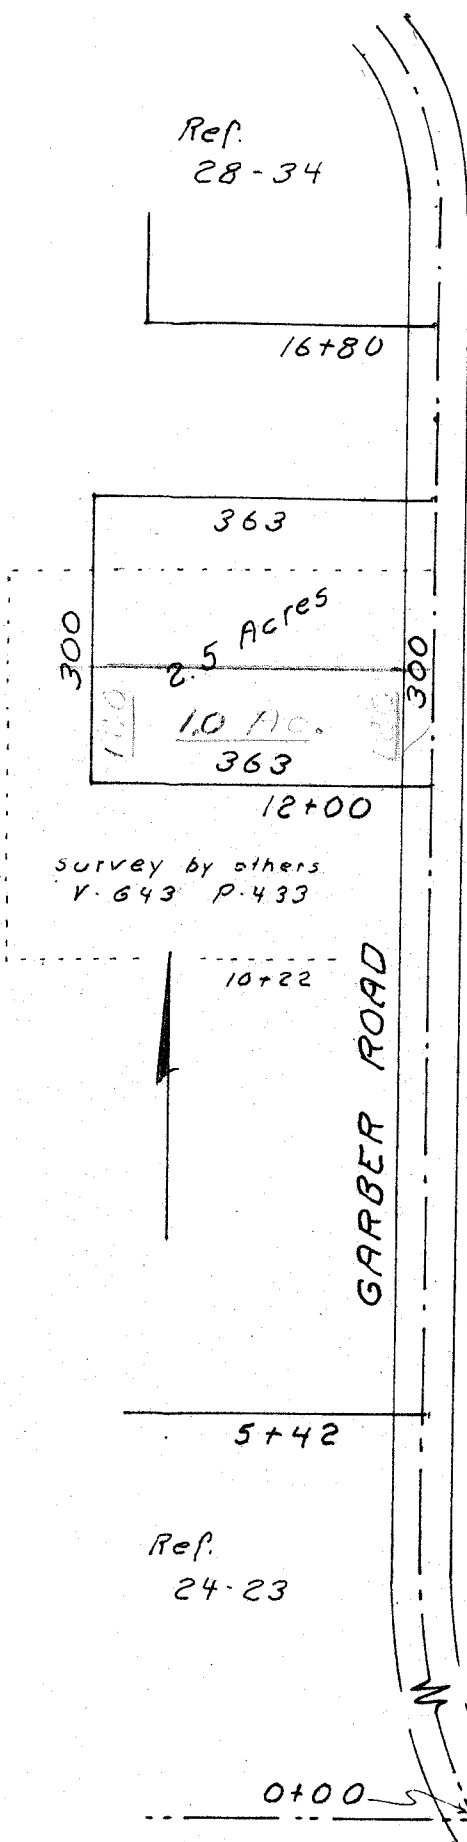 Ref.
28-34
16+80
363
300
2.5 Acres
300
1.0 Ac.
363
12+00
survey by others
V. 643 P. 433
10+22
GARBER ROAD
5+42
Ref.
24-23
0+00